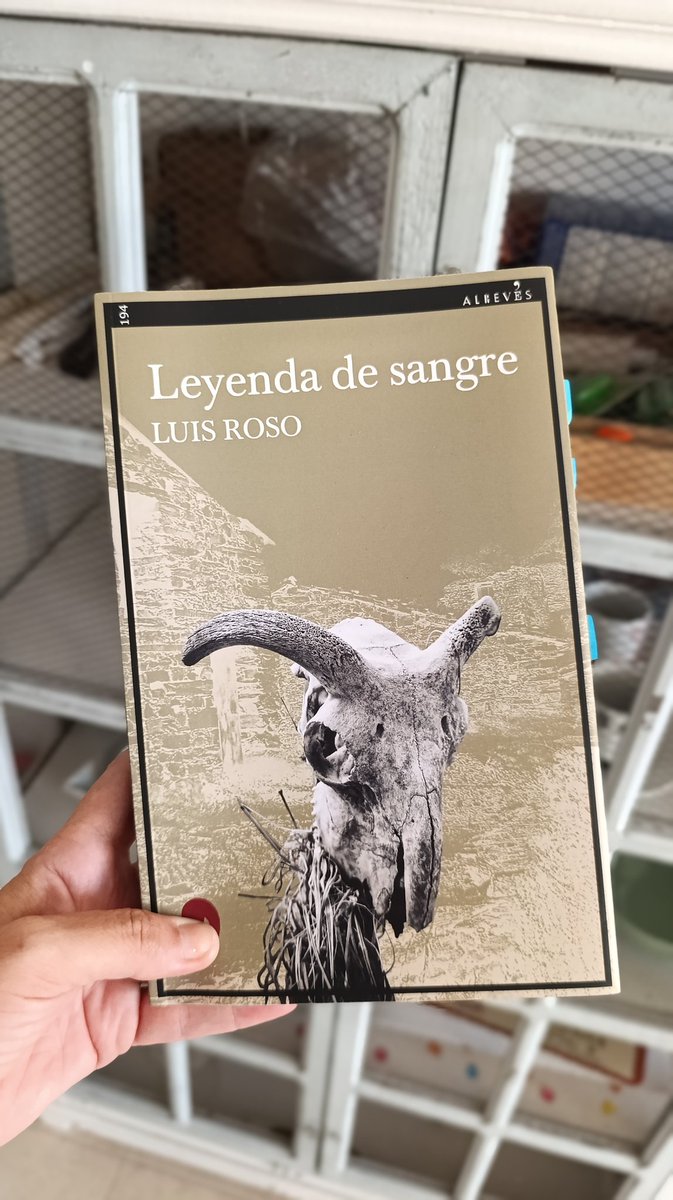 194
ALREVÉS
Leyenda de sangre
LUIS ROSO